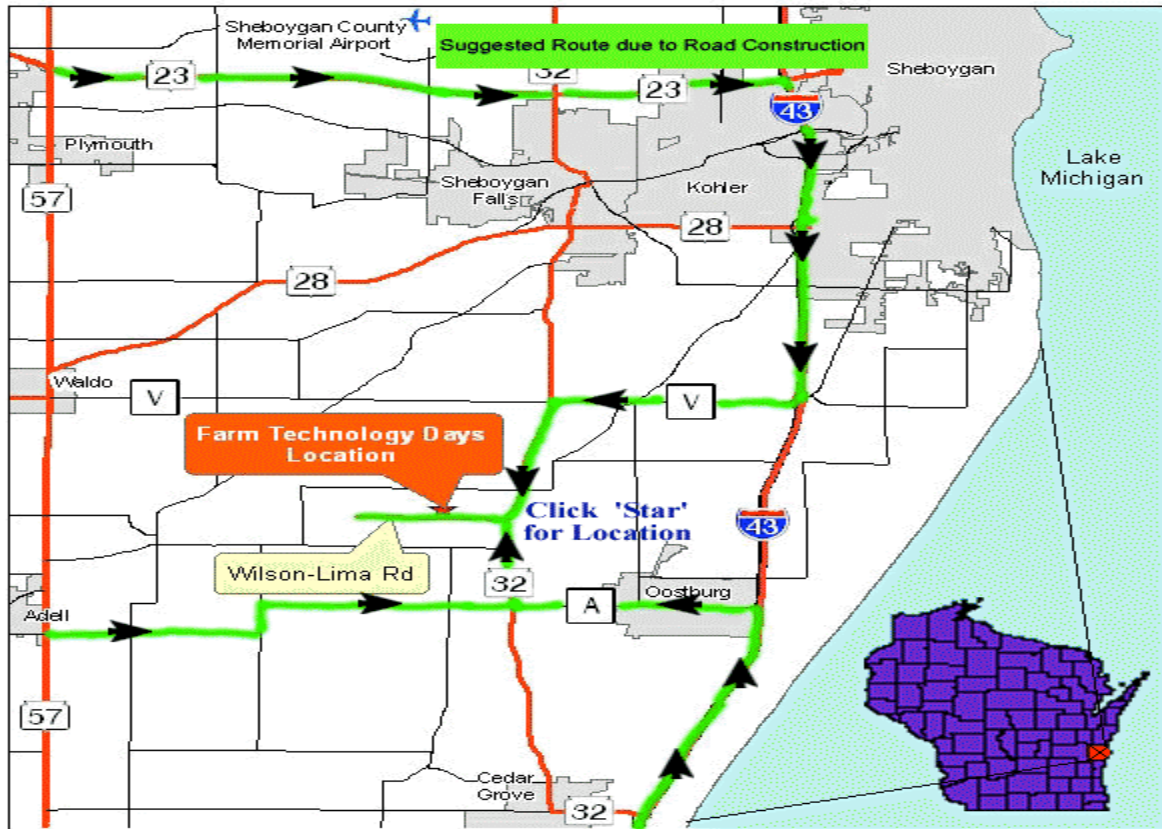 Sheboygan County
Memorial Airport
Suggested Route due to Road Construction
Sheboygan
23
32
23
43
Plymouth
Lake
Michigan
57
Sheboygan
Falls
Kohler
28
28
Waldo
V
V
Farm Technology Days
Location
Click 'Star'
for Location
43
Wilson-Lima Rd
32
Oostburg
A
Adell
57
Cedar
Grove
32